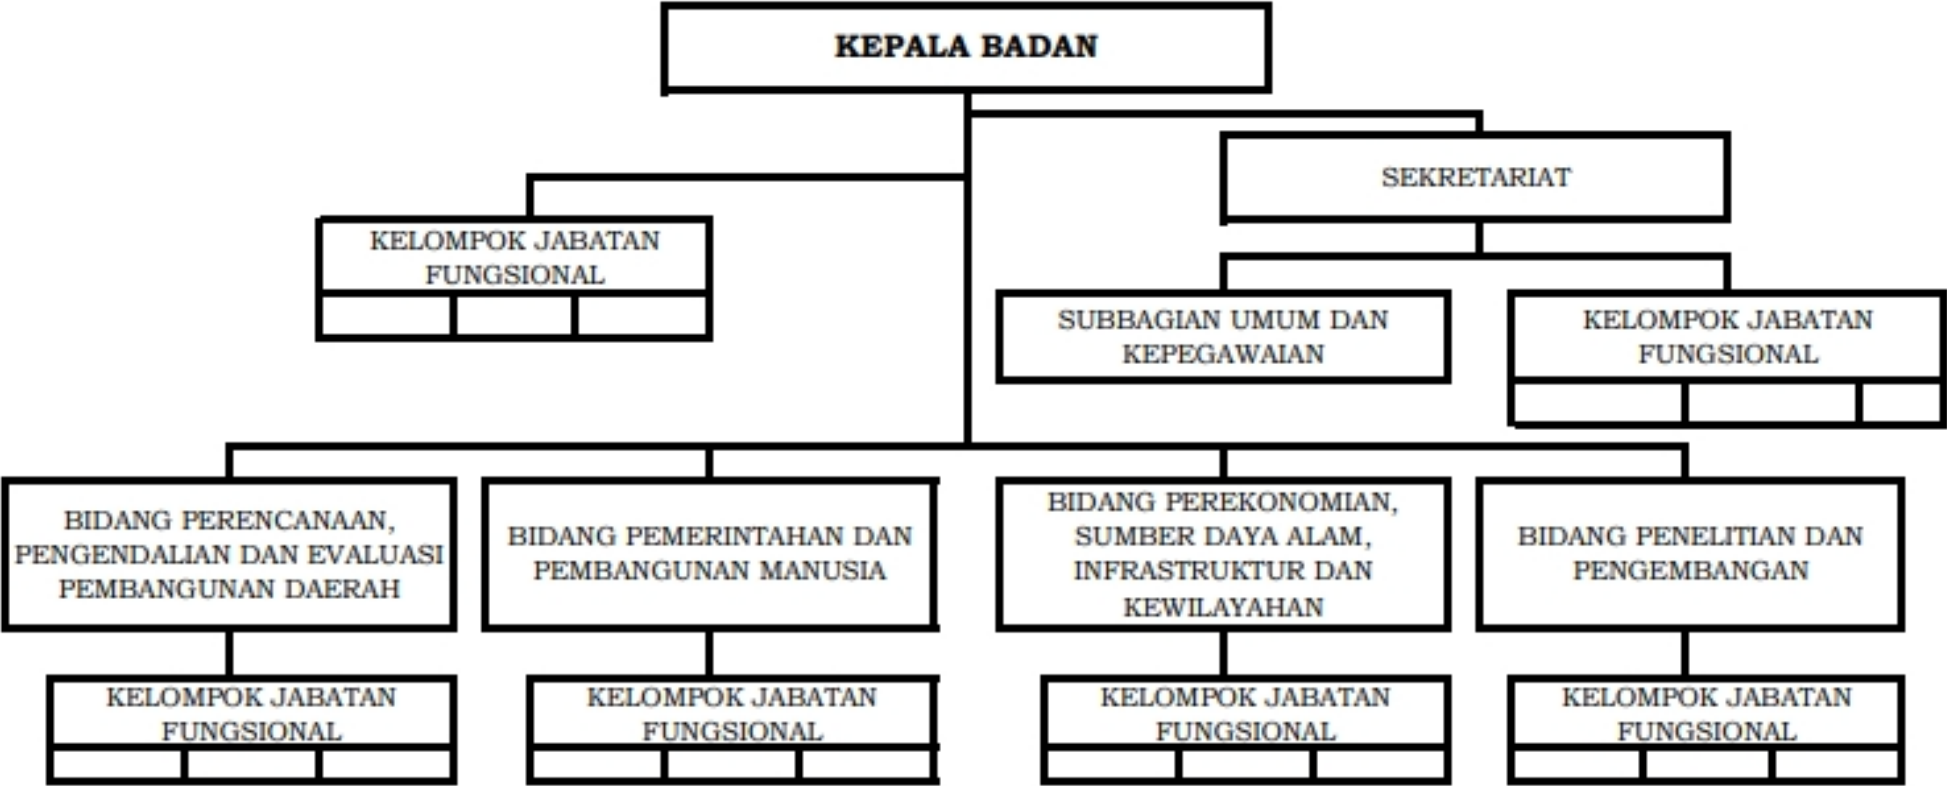 KEPALA BADAN
SEKRETARIAT
KELOMPOK JABATAN
FUNGSIONAL
SUBBAGIAN UMUM DAN
KEPEGAWAIAN
KELOMPOK JABATAN
FUNGSIONAL
BIDANG PERENCANAAN,
PENGENDALIAN DAN EVALUASI
PEMBANGUNAN DAERAH
BIDANG PEMERINTAHAN DAN
PEMBANGUNAN MANUSIA
BIDANG PEREKONOMIAN,
SUMBER DAYA ALAM,
INFRASTRUKTUR DAN
KEWILAYAHAN
BIDANG PENELITIAN DAN
PENGEMBANGAN
KELOMPOK JABATAN
FUNGSIONAL
KELOMPOK JABATAN
FUNGSIONAL
KELOMPOK JABATAN
FUNGSIONAL
KELOMPOK JABATAN
FUNGSIONAL